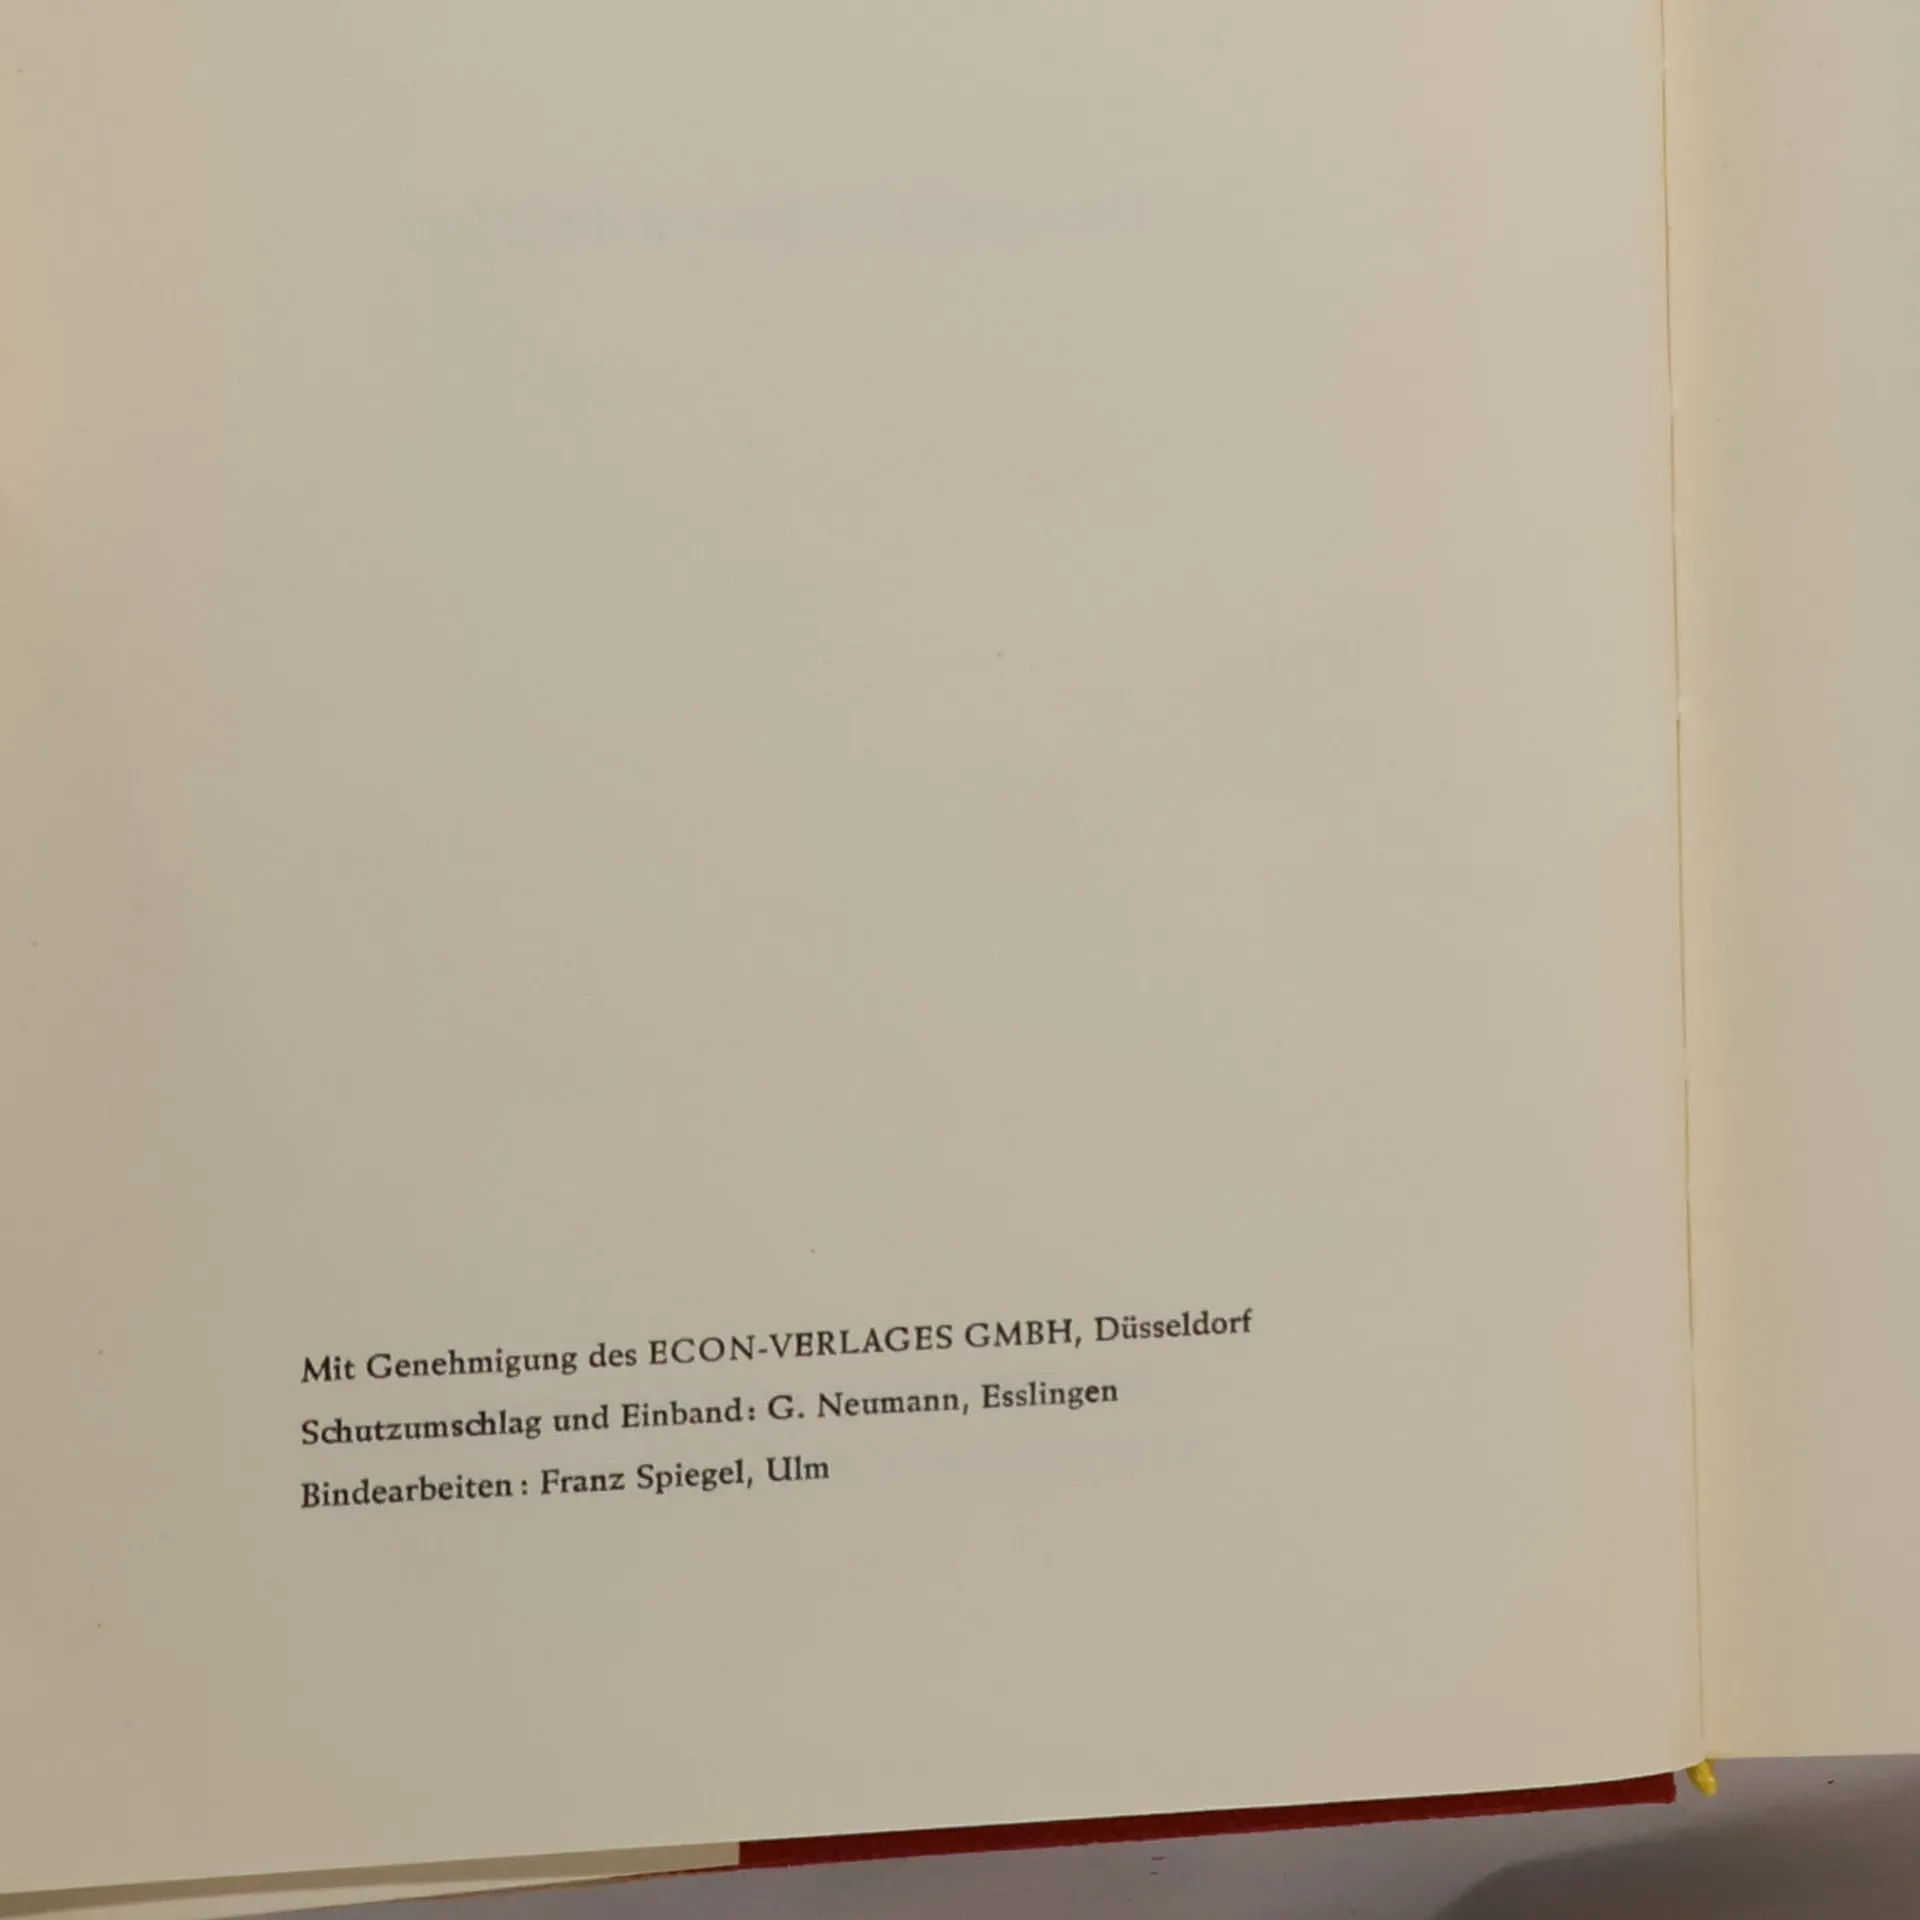 Mit Genehmigung des ECON-VERLAGES GMBH, Düsseldorf
Schutzumschlag und Einband: G. Neumann, Esslingen
Bindearbeiten: Franz Spiegel, Ulm